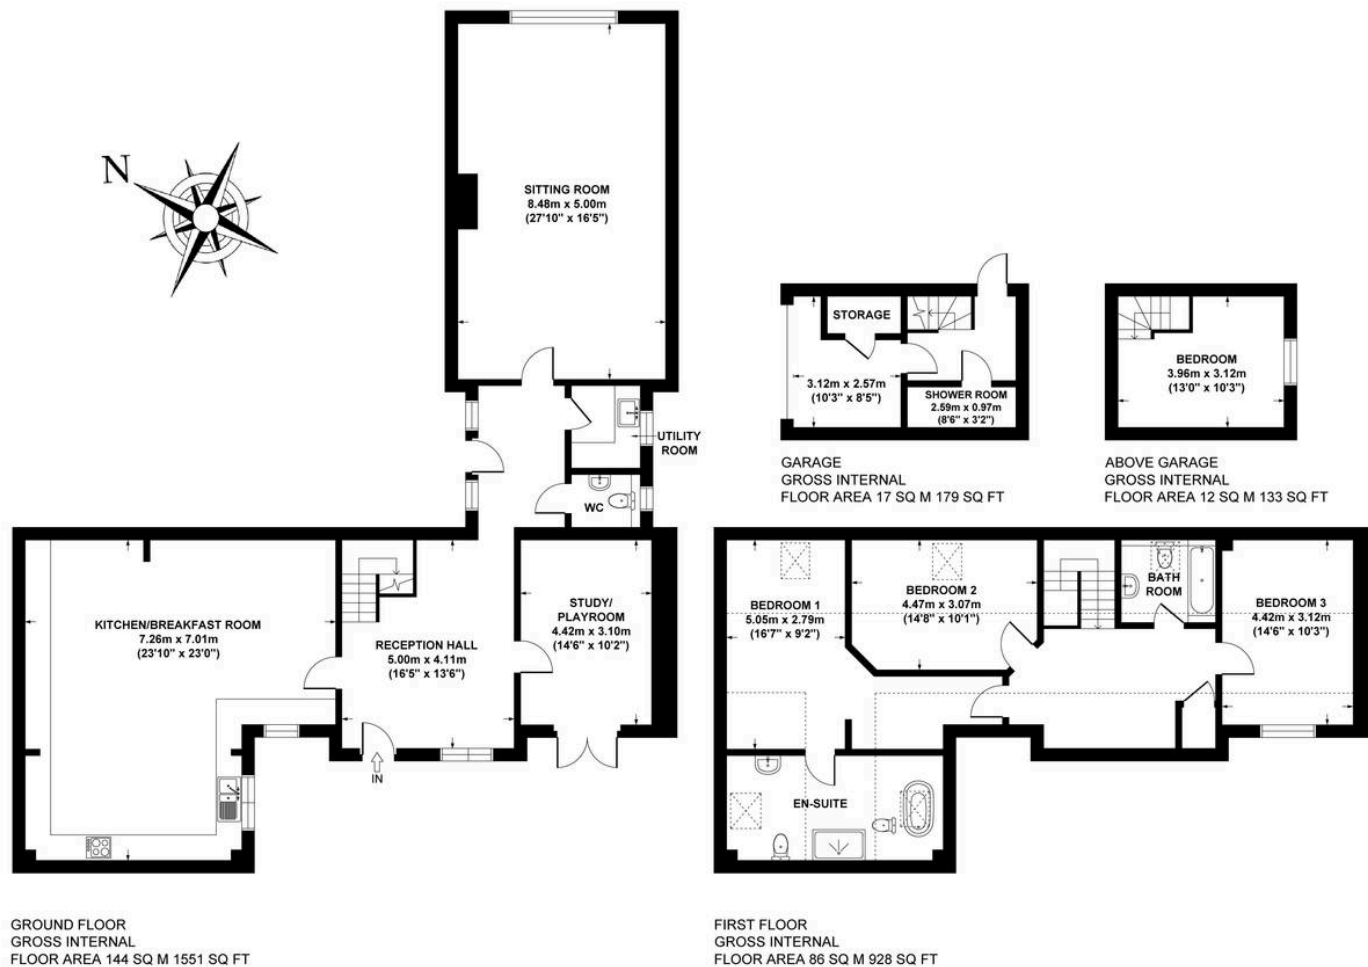 N
SITTING ROOM
8.48m x 5.00m
(27'10" x 16'5")
UTILITY
ROOM
WC
KITCHEN/BREAKFAST ROOM
7.26m x 7.01m
(23'10" x 23'0")
RECEPTION HALL
5.00m x 4.11m
(16'5" x 13'6")
STUDY/
PLAYROOM
4.42m x 3.10m
(14'6" x 10'2")
IN
GROUND FLOOR
GROSS INTERNAL
FLOOR AREA 144 SQ M 1551 SQ FT
STORAGE
3.12m x 2.57m
(10'3" x 8'5")
SHOWER ROOM
2.59m x 0.97m
(8'6" x 3'2")
GARAGE
GROSS INTERNAL
FLOOR AREA 17 SQ M 179 SQ FT
BEDROOM
3.96m x 3.12m
(13'0" x 10'3")
ABOVE GARAGE
GROSS INTERNAL
FLOOR AREA 12 SQ M 133 SQ FT
BEDROOM 1
5.05m x 2.79m
(16'7" x 9'2")
BEDROOM 2
4.47m x 3.07m
(14'8" x 10'1")
BATH
ROOM
BEDROOM 3
4.42m x 3.12m
(14'6" x 10'3")
EN-SUITE
FIRST FLOOR
GROSS INTERNAL
FLOOR AREA 86 SQ M 928 SQ FT